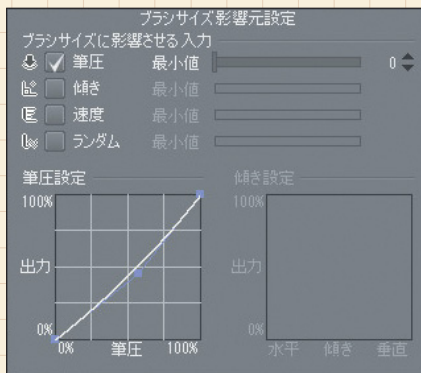 ブラシサイズ影響元設定
ブラシサイズに影響させる入力
筆圧 最小値 0
傾き 最小値
速度 最小値
ランダム 最小値
筆圧設定
100%
出力
0%
0% 筆圧 100%
傾き設定
100%
出力
0%
水平 傾き 垂直